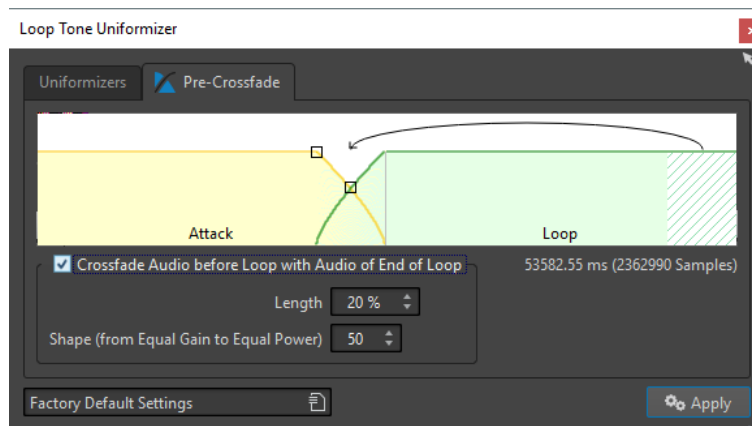 Loop Tone Uniformizer
Uniformizers
Pre-Crossfade
Attack
Loop
Crossfade Audio before Loop with Audio of End of Loop
53582.55 ms (2362990 Samples)
Length 20 %
Shape (from Equal Gain to Equal Power) 50
Factory Default Settings
Apply